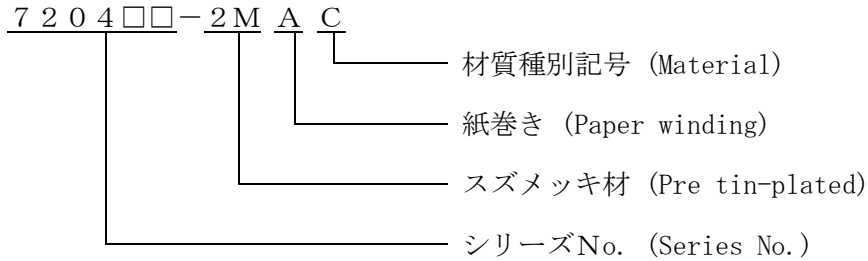 ７２０４□□－２ＭＡＣ
材質種別記号 (Material)
紙巻き (Paper winding)
スズメッキ材 (Pre tin-plated)
シリーズNo. (Series No.)